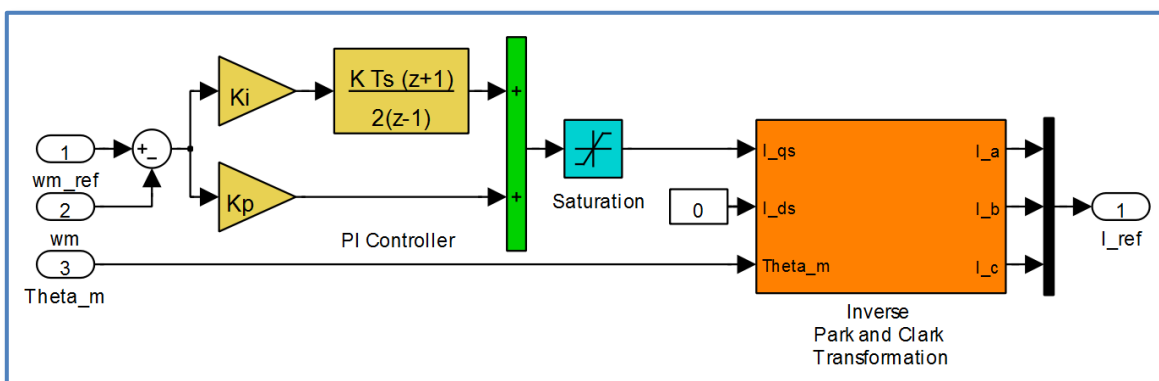 Ki
K Ts (z+1)
2(z-1)
+
+
1
wm_ref
+
-
2
wm
Kp
PI Controller
Saturation
3
Theta_m
0
I_qs
I_ds
Theta_m
I_a
I_b
I_c
Inverse
Park and Clark
Transformation
1
I_ref